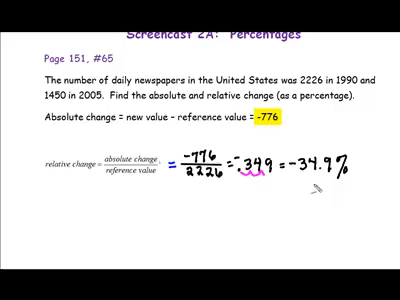 Screencast 2A: Percentages
Page 151, #65
The number of daily newspapers in the United States was 2226 in 1990 and
1450 in 2005. Find the absolute and relative change (as a percentage).
Absolute change = new value – reference value = -776
relative change = absolute change / reference value = -776 / 2226 = -.349 = -34.9%